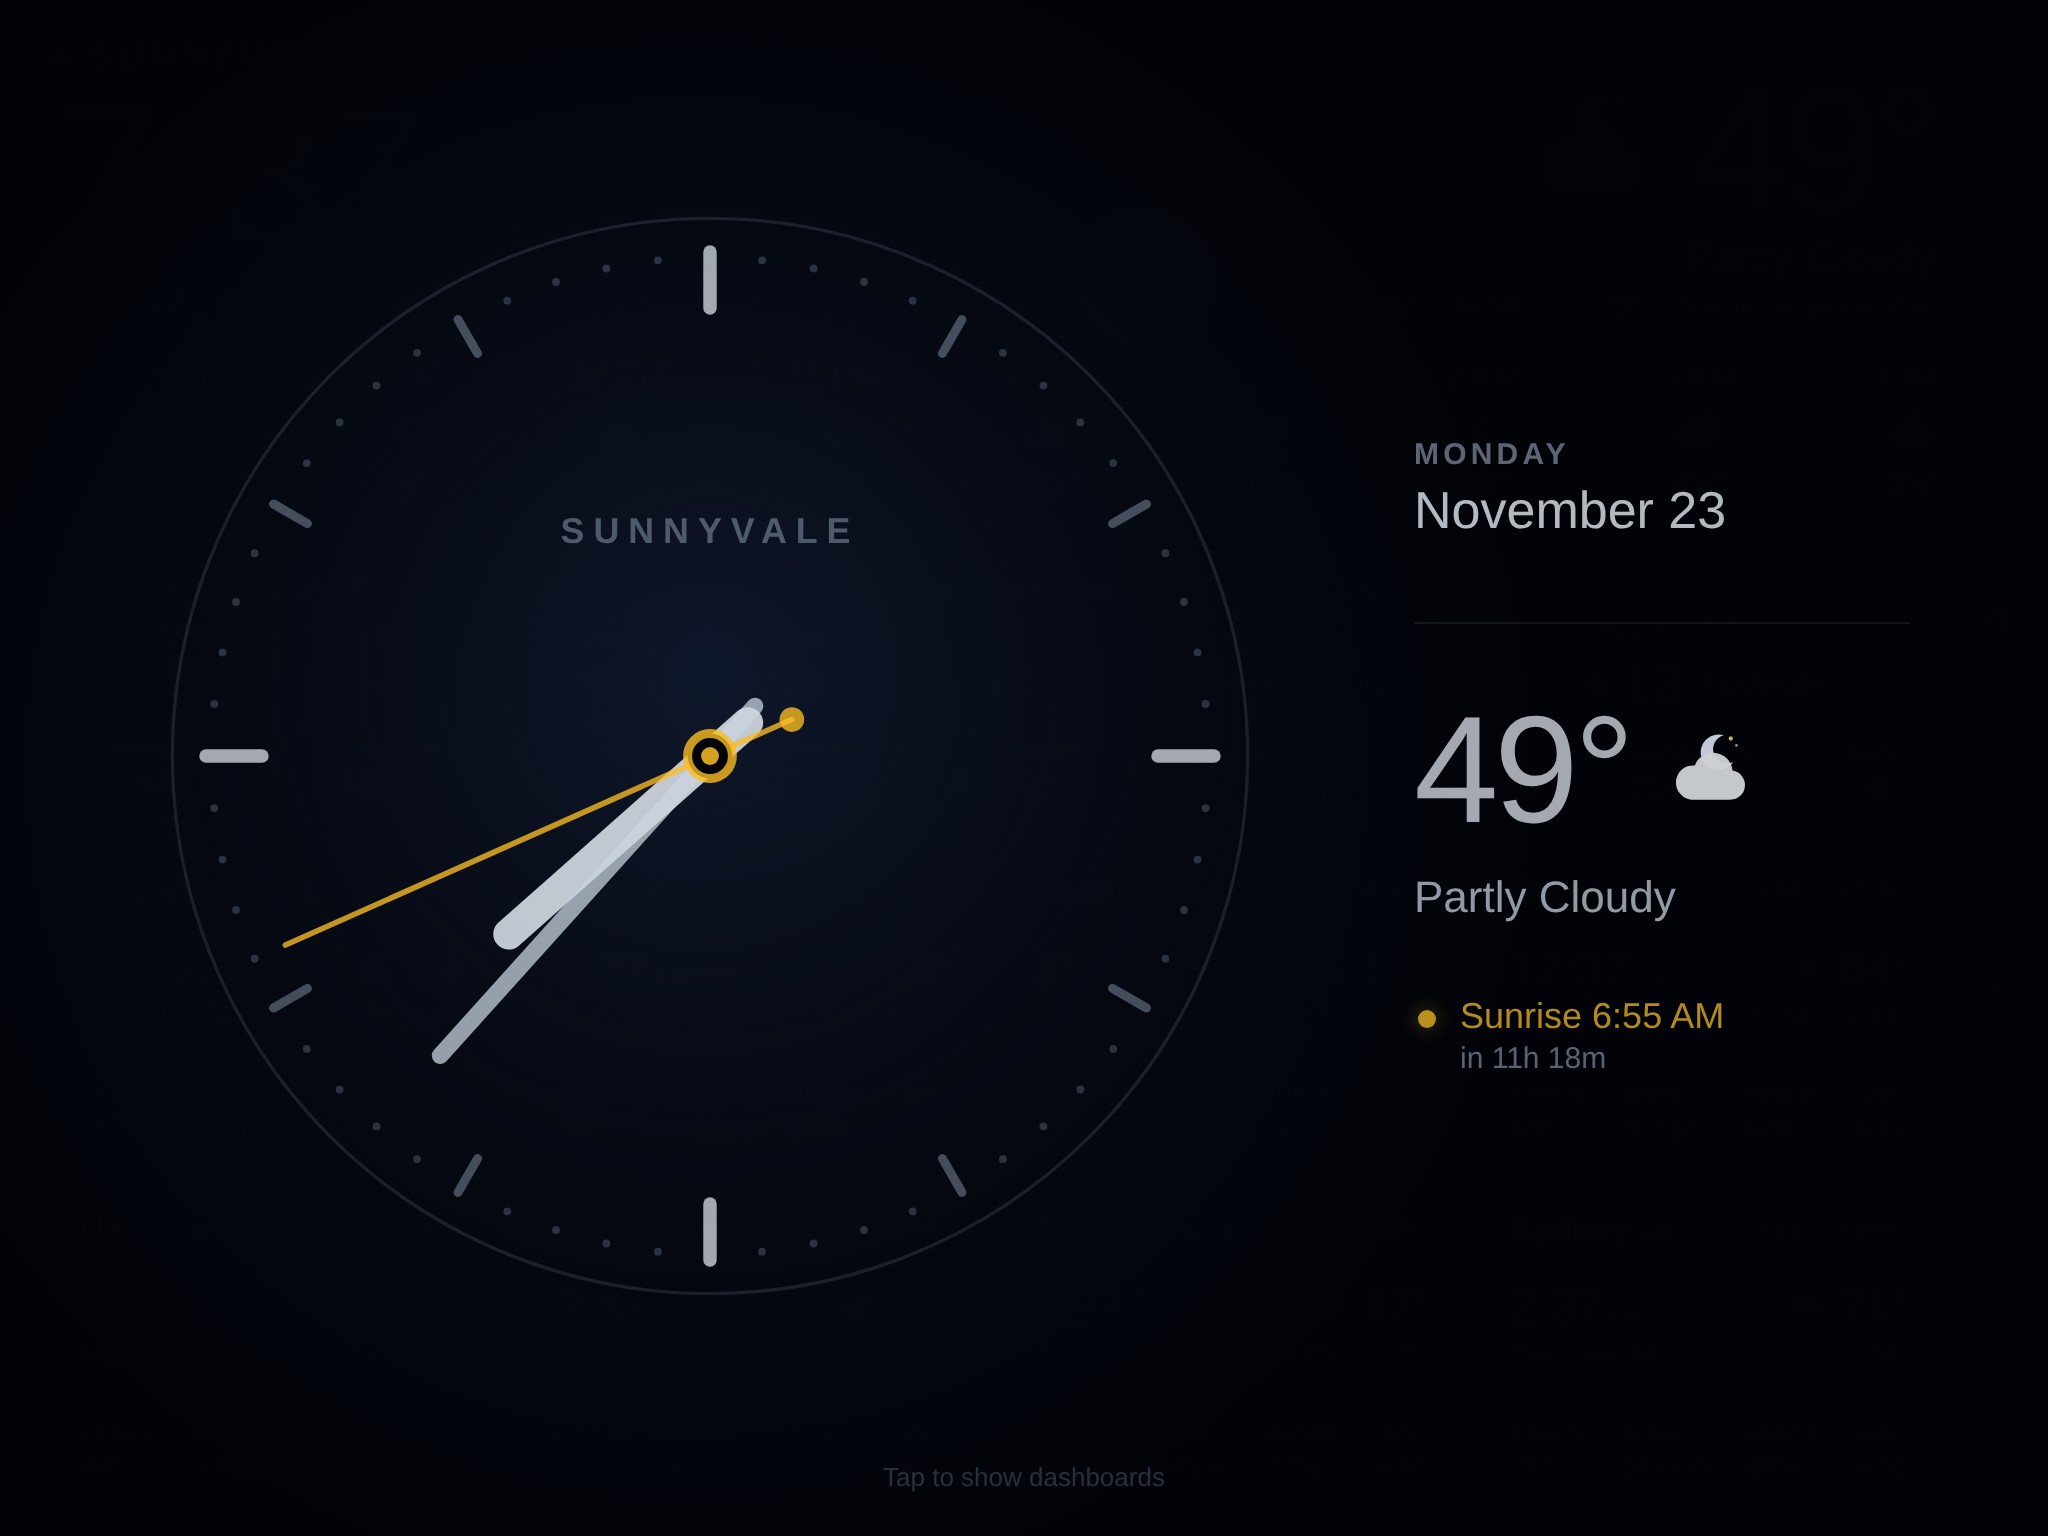 SUNNYVALE
MONDAY
November 23
49°
Partly Cloudy
Sunrise 6:55 AM
in 11h 18m
Tap to show dashboards